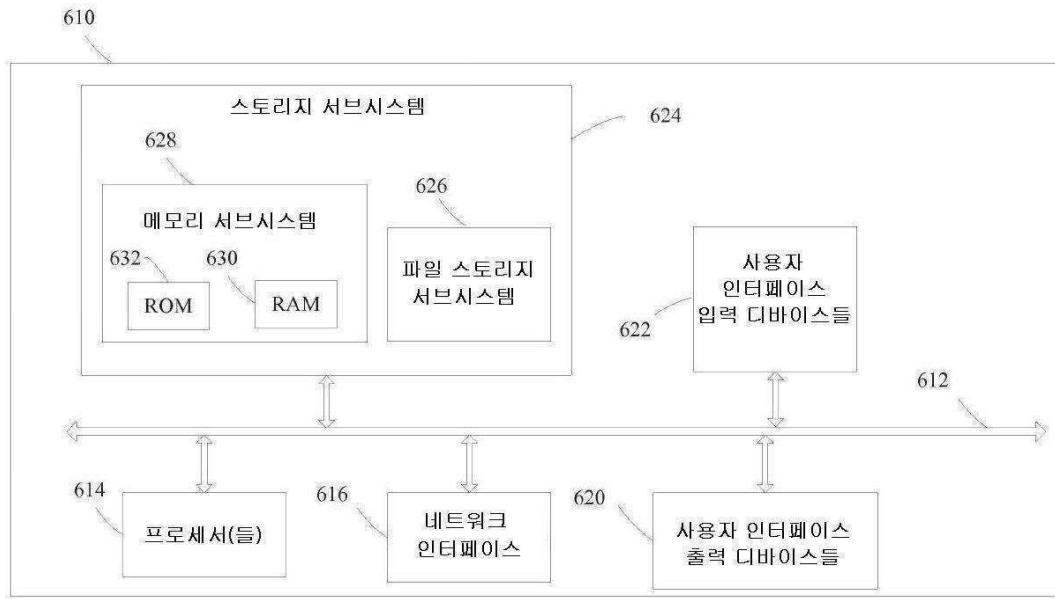 610
스토리지 서브시스템
624
628
626
메모리 서브시스템
632
630
ROM
RAM
파일 스토리지
서브시스템
사용자
인터페이스
입력 디바이스들
622
612
614
프로세서(들)
616
네트워크
인터페이스
620
사용자 인터페이스
출력 디바이스들